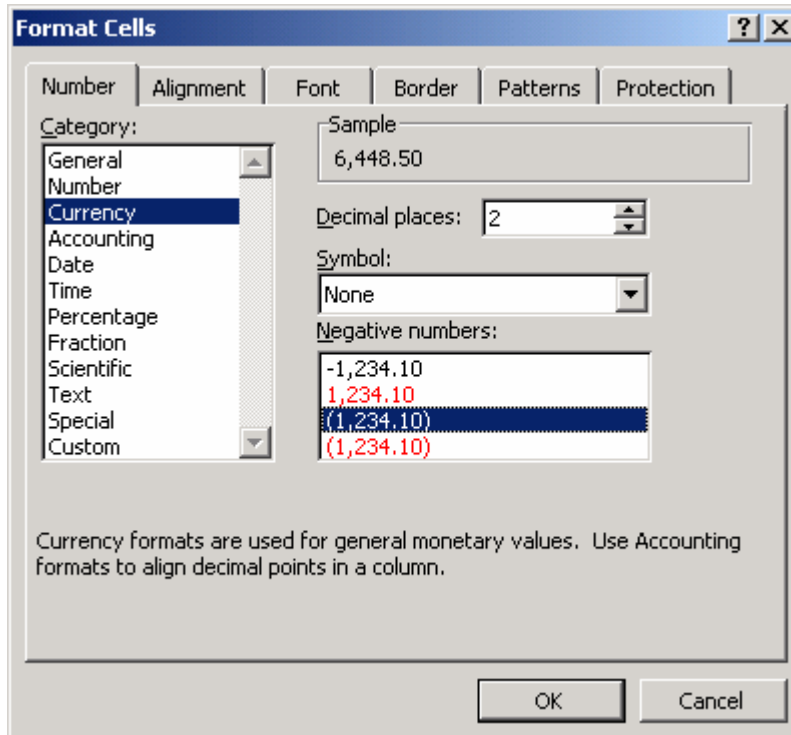 Format Cells
Number Alignment Font Border Patterns Protection
Category:
General
Number
Currency
Accounting
Date
Time
Percentage
Fraction
Scientific
Text
Special
Custom
Sample
6,448.50
Decimal places: 2
Symbol:
None
Negative numbers:
-1,234.10
1,234.10
(1,234.10)
(1,234.10)
Currency formats are used for general monetary values. Use Accounting
formats to align decimal points in a column.
OK Cancel